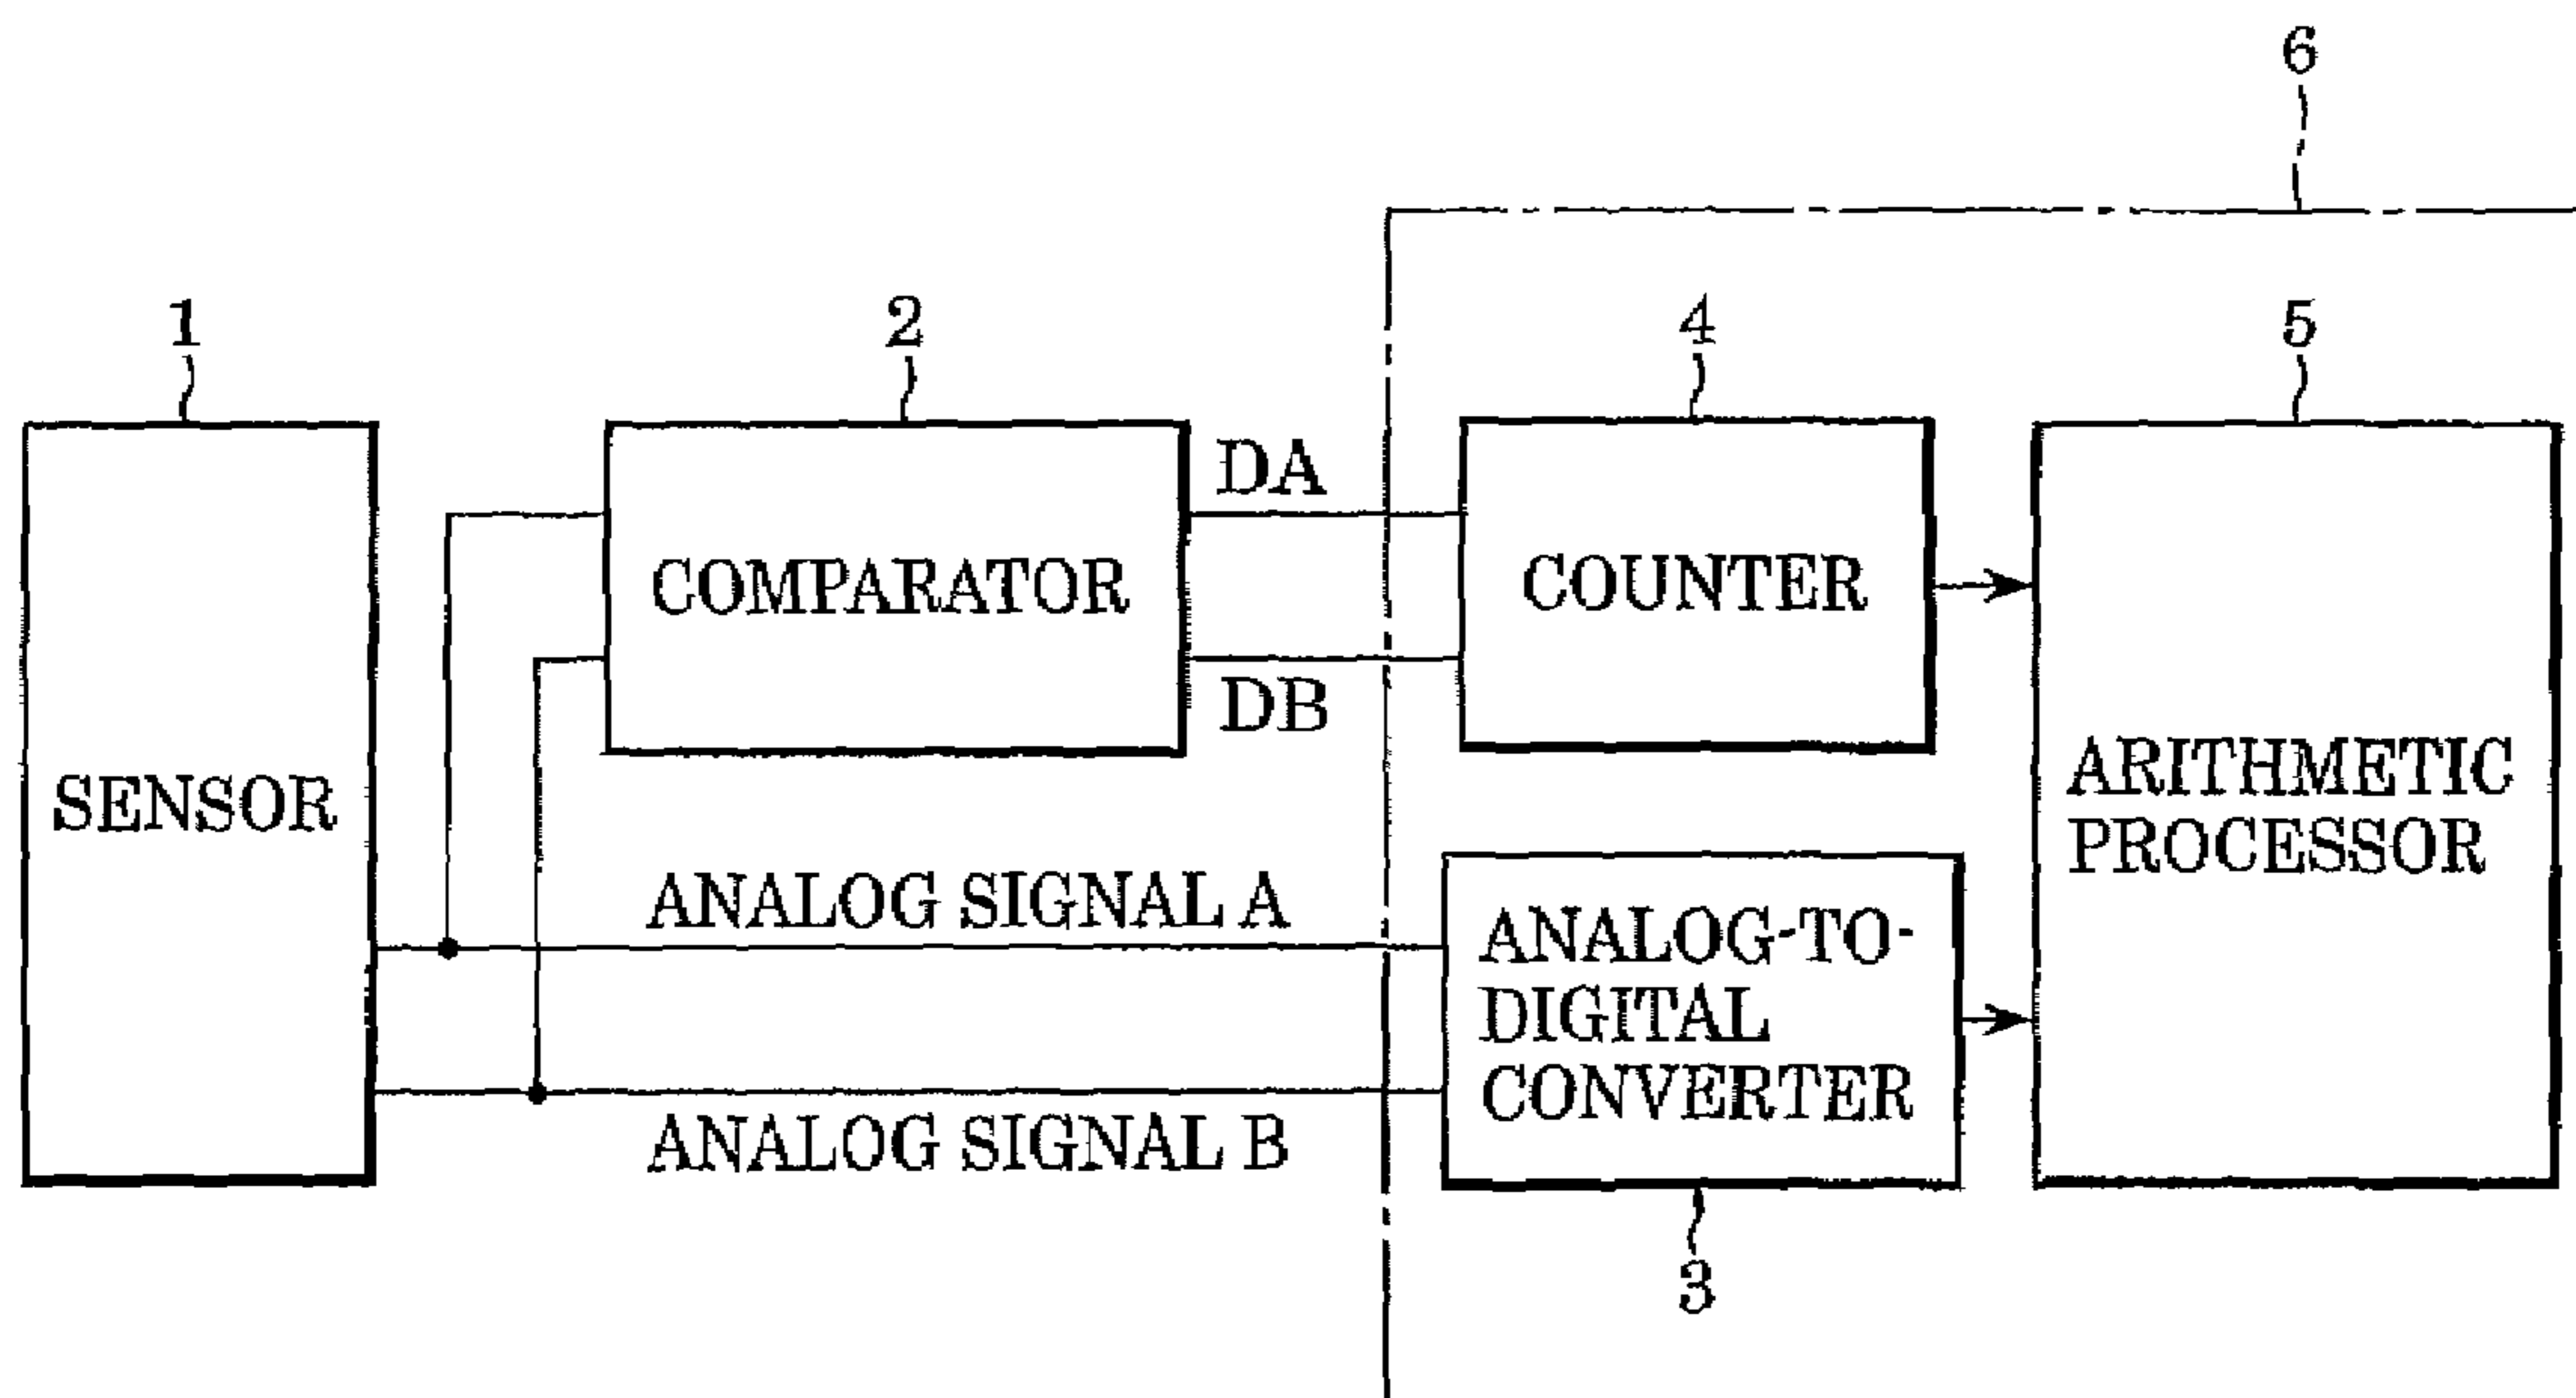 6
1
2
4
5
DA
COMPARATOR
COUNTER
DB
SENSOR
ARITHMETIC
PROCESSOR
ANALOG SIGNAL A
ANALOG-TO-
DIGITAL
CONVERTER
ANALOG SIGNAL B
3